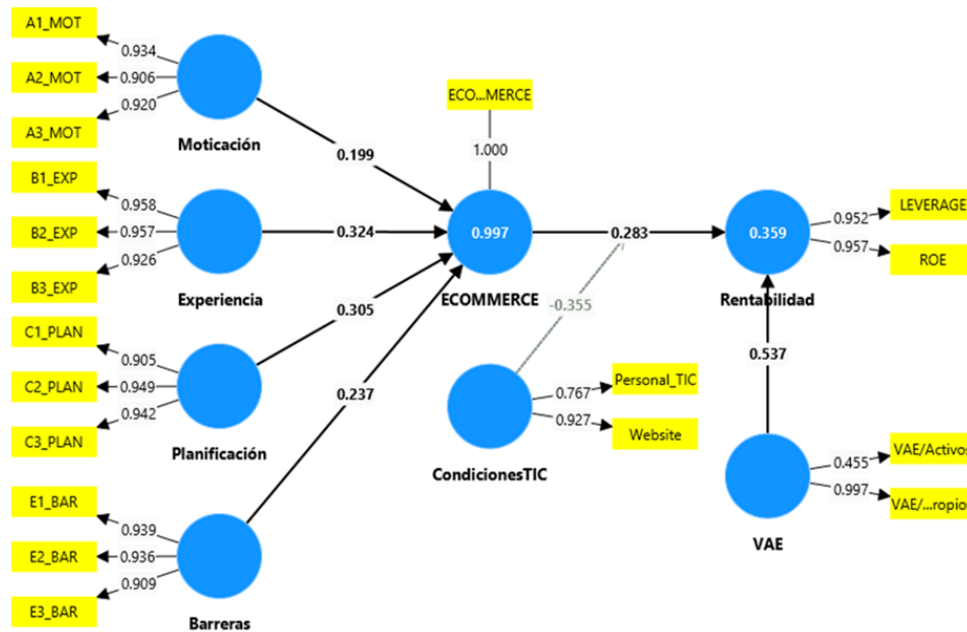 A1_MOT
0.934
A2_MOT
0.906
A3_MOT
0.920
Moticación
B1_EXP
0.958
B2_EXP
0.957
B3_EXP
0.926
Experiencia
C1_PLAN
0.905
C2_PLAN
0.949
C3_PLAN
0.942
Planificación
E1_BAR
0.939
E2_BAR
0.936
E3_BAR
0.909
Barreras
0.199
0.324
0.305
0.237
ECO...MERCE
1.000
0.997
ECOMMERCE
0.283
-0.355
Personal_TIC
0.767
0.927
Website
CondicionesTIC
0.359
Rentabilidad
LEVERAGE
0.952
0.957
ROE
0.537
VAE/Activos
0.455
0.997
VAE/...ropio
VAE